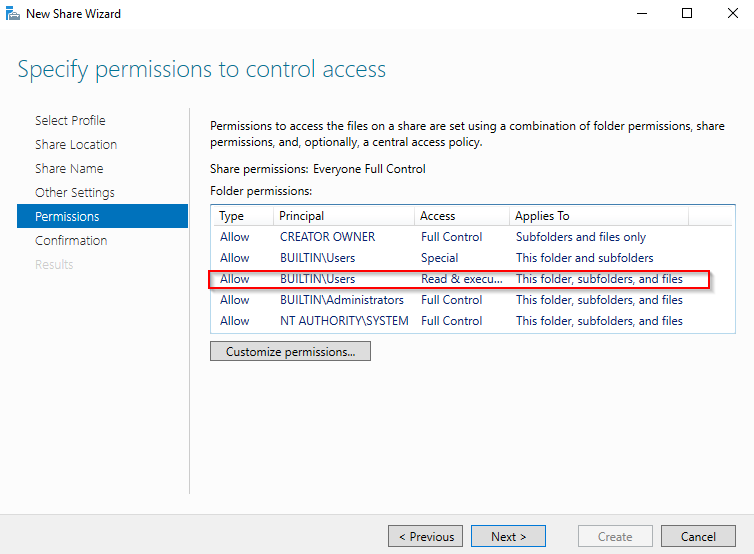 New Share Wizard
Specify permissions to control access
Select Profile
Share Location
Share Name
Other Settings
Permissions
Confirmation
Results
Permissions to access the files on a share are set using a combination of folder permissions, share
permissions, and, optionally, a central access policy.
Share permissions: Everyone Full Control
Folder permissions:
Type Principal Access Applies To
Allow CREATOR OWNER Full Control Subfolders and files only
Allow BUILTIN\Users Special This folder and subfolders
Allow BUILTIN\Users Read & execu... This folder, subfolders, and files
Allow BUILTIN\Administrators Full Control This folder, subfolders, and files
Allow NT AUTHORITY\SYSTEM Full Control This folder, subfolders, and files
Customize permissions...
< Previous Next > Create Cancel